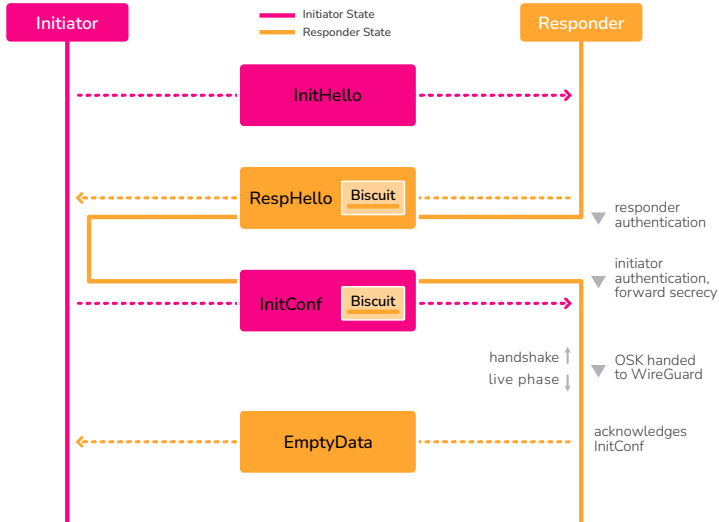 Initiator
Initiator State
Responder State
Responder
InitHello
RespHello
Biscuit
responder
authentication
initiator
authentication,
forward secrecy
InitConf
Biscuit
handshake
live phase
OSK handed
to WireGuard
EmptyData
acknowledges
InitConf